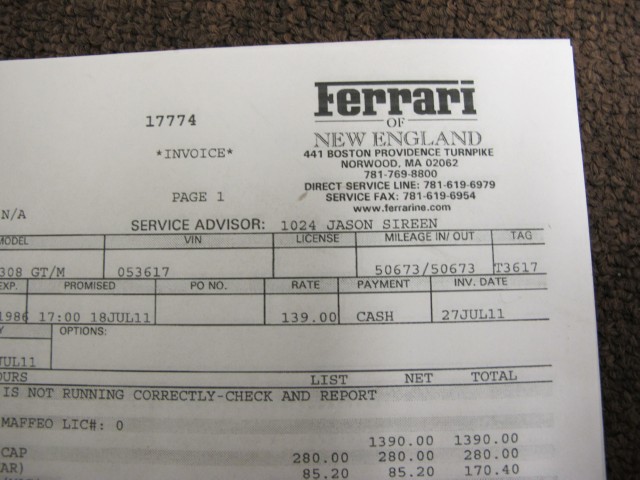 Ferrari
OF
NEW ENGLAND
441 BOSTON PROVIDENCE TURNPIKE
NORWOOD, MA 02062
781-769-8800
DIRECT SERVICE LINE: 781-619-6979
SERVICE FAX: 781-619-6954
www.ferrarine.com
17774
*INVOICE*
PAGE 1
N/A
SERVICE ADVISOR: 1024 JASON SIREEN
MODEL VIN LICENSE MILEAGE IN/ OUT TAG
308 GT/M 053617 50673/50673 T3617
EXP. PROMISED PO NO. RATE PAYMENT INV. DATE
1986 17:00 18JUL11 139.00 CASH 27JUL11
OPTIONS:
JUL11
OURS LIST NET TOTAL
IS NOT RUNNING CORRECTLY-CHECK AND REPORT
MAFFEO LIC#: 0
1390.00 1390.00
CAP 280.00 280.00 280.00
AR) 85.20 85.20 170.40